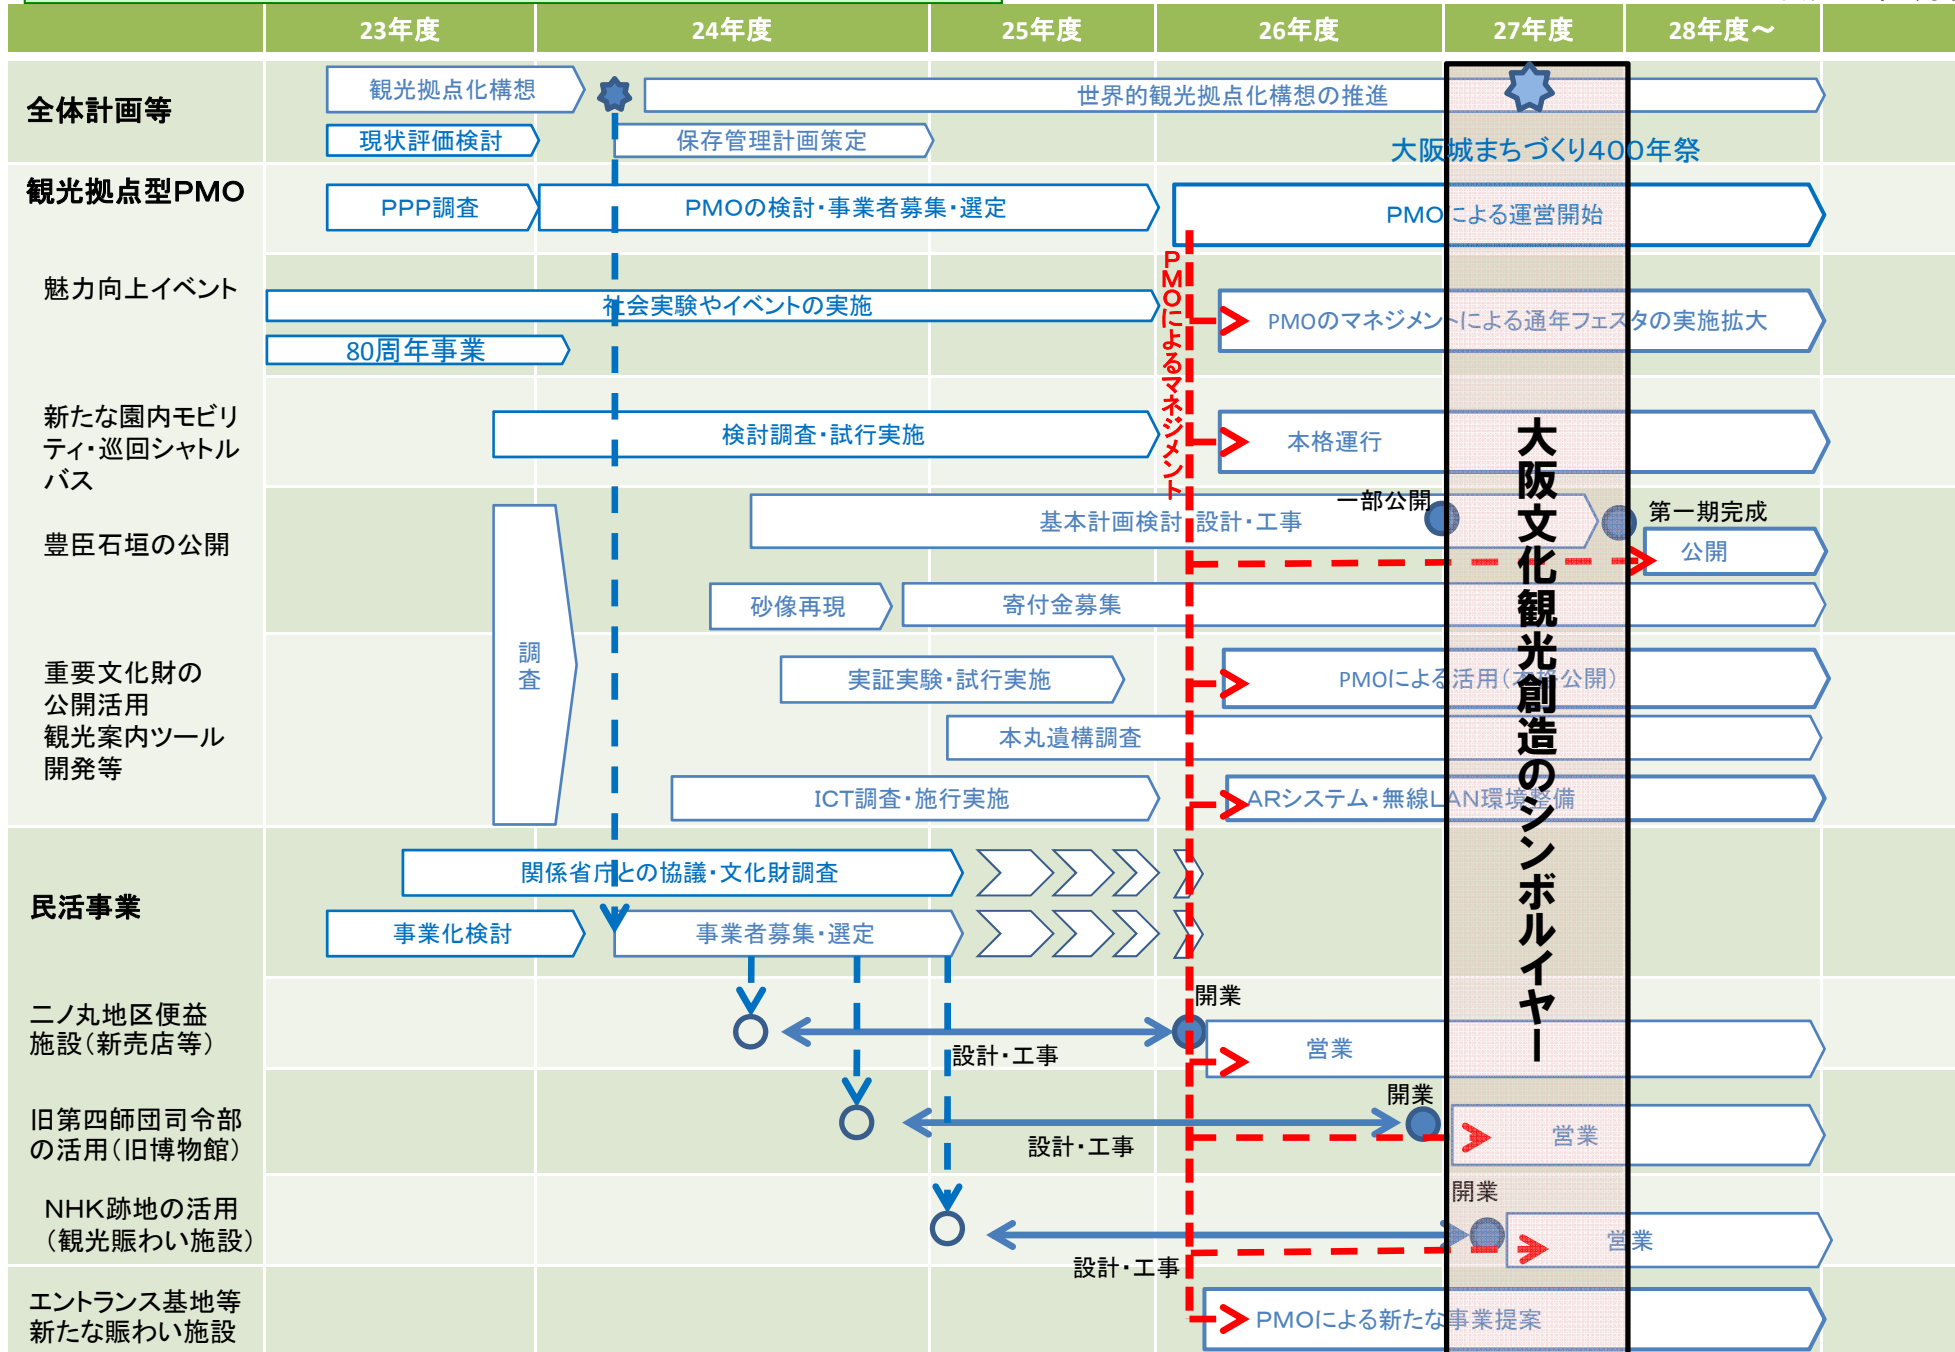 23年度
24年度
25年度
26年度
27年度
28年度～
全体計画等
観光拠点化構想
世界的観光拠点化構想の推進
現状評価検討
保存管理計画策定
大阪城まちづくり400年祭
観光拠点型PMO
PPP調査
PMOの検討・事業者募集・選定
PMOによる運営開始
PMOによるマネジメント
魅力向上イベント
社会実験やイベントの実施
PMOのマネジメントによる通年フェスタの実施拡大
80周年事業
新たな園内モビリ
ティ・巡回シャトル
バス
検討調査・試行実施
本格運行
大阪文化観光創造のシンボルイヤー
豊臣石垣の公開
調査
基本計画検討・設計・工事
一部公開
第一期完成
公開
砂像再現
寄付金募集
重要文化財の
公開活用
観光案内ツール
開発等
実証実験・試行実施
PMOによる活用(本格公開)
本丸遺構調査
ICT調査・施行実施
ARシステム・無線LAN環境整備
民活事業
関係省庁との協議・文化財調査
事業化検討
事業者募集・選定
二ノ丸地区便益
施設(新売店等)
開業
設計・工事
営業
旧第四師団司令部
の活用(旧博物館)
開業
設計・工事
営業
NHK跡地の活用
(観光賑わい施設)
開業
設計・工事
営業
エントランス基地等
新たな賑わい施設
PMOによる新たな事業提案